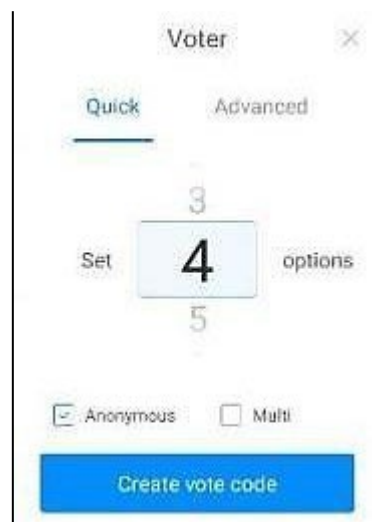 Voter
Quick Advanced
3
Set 4 options
5
Anonymous Multi
Create vote code